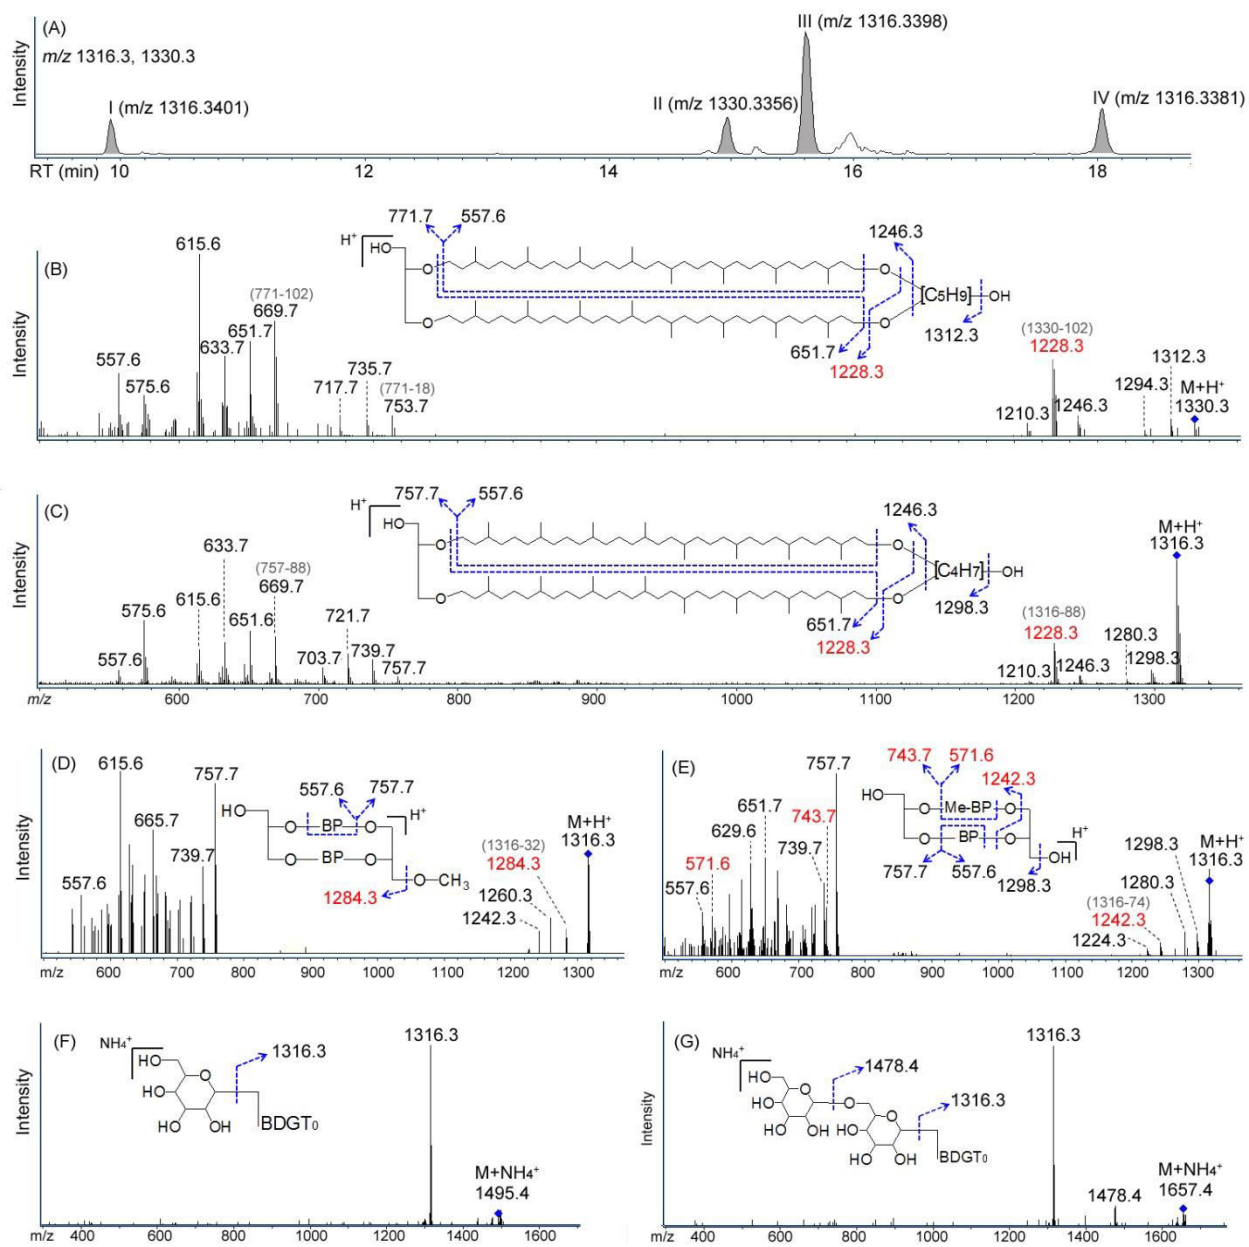 (A)
m/z 1316.3, 1330.3
Intensity
I (m/z 1316.3401)
II (m/z 1330.3356)
III (m/z 1316.3398)
IV (m/z 1316.3381)
RT (min) 10 12 14 16 18
(B)
Intensity
557.6
575.6
615.6
633.7
651.7
(771-102)
669.7
717.7
735.7
(771-18)
753.7
H+
HO
771.7
557.6
O
O
O
O
[C5H9]
OH
1246.3
1312.3
651.7
1228.3
(1330-102)
1228.3
1210.3
1246.3
1294.3
1312.3
M+H+
1330.3
(C)
Intensity
557.6
575.6
615.6
633.7
651.6
(757-88)
669.7
703.7
721.7
739.7
757.7
H+
HO
757.7
557.6
O
O
O
O
[C4H7]
OH
1246.3
1298.3
651.7
1228.3
(1316-88)
1228.3
1210.3
1246.3
1280.3
1298.3
M+H+
1316.3
m/z 600 700 800 900 1000 1100 1200 1300
(D)
Intensity
557.6
615.6
665.7
739.7
757.7
HO
557.6
757.7
H+
O BP O
O BP O
O CH3
1284.3
(1316-32)
1284.3
1260.3
1242.3
M+H+
1316.3
m/z 600 700 800 900 1000 1100 1200 1300
(E)
Intensity
557.6
571.6
629.6
651.7
739.7
743.7
757.7
743.7
571.6
1242.3
HO
O Me-BP O
O BP O
H+
OH
757.7
557.6
1298.3
(1316-74)
1242.3
1224.3
1280.3
1298.3
M+H+
1316.3
m/z 600 700 800 900 1000 1100 1200 1300
(F)
Intensity
NH4+
HO
O
HO
HO
HO
OH
1316.3
BDGT0
1316.3
M+NH4+
1495.4
m/z 400 600 800 1000 1200 1400 1600
(G)
Intensity
NH4+
HO
O
HO
HO
HO
OH
O
O
HO
HO
HO
OH
1478.4
1316.3
BDGT0
1316.3
1478.4
M+NH4+
1657.4
m/z 400 600 800 1000 1200 1400 1600